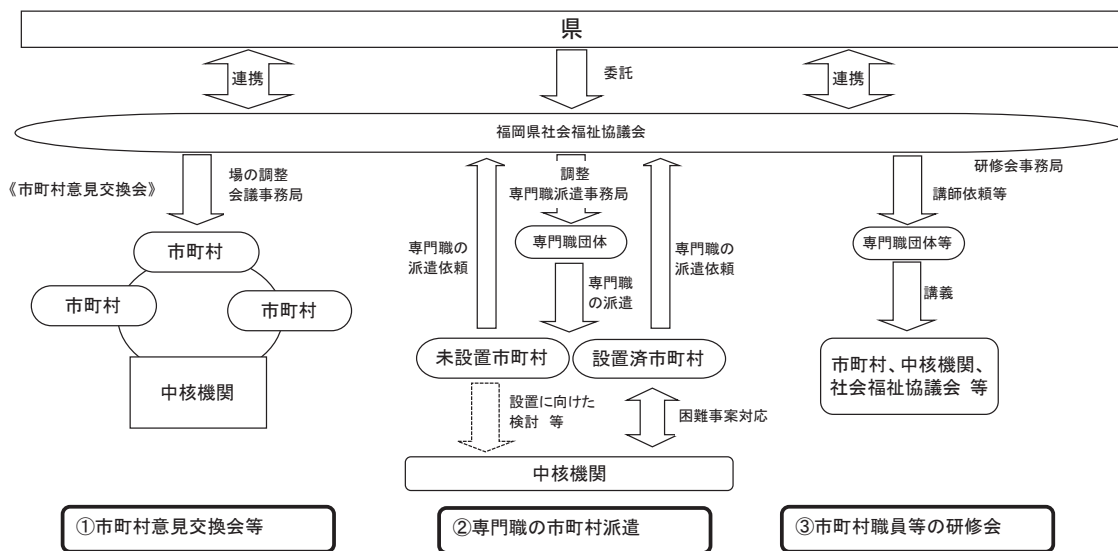 県
連携
委託
連携
福岡県社会福祉協議会
《市町村意見交換会》
場の調整
会議事務局
市町村
市町村
市町村
中核機関
専門職の
派遣依頼
調整
専門職派遣事務局
専門職団体
専門職
の派遣
専門職の
派遣依頼
未設置市町村
設置済市町村
設置に向けた
検討 等
困難事案対応
中核機関
研修会事務局
講師依頼等
専門職団体等
講義
市町村、中核機関、
社会福祉協議会 等
①市町村意見交換会等
②専門職の市町村派遣
③市町村職員等の研修会